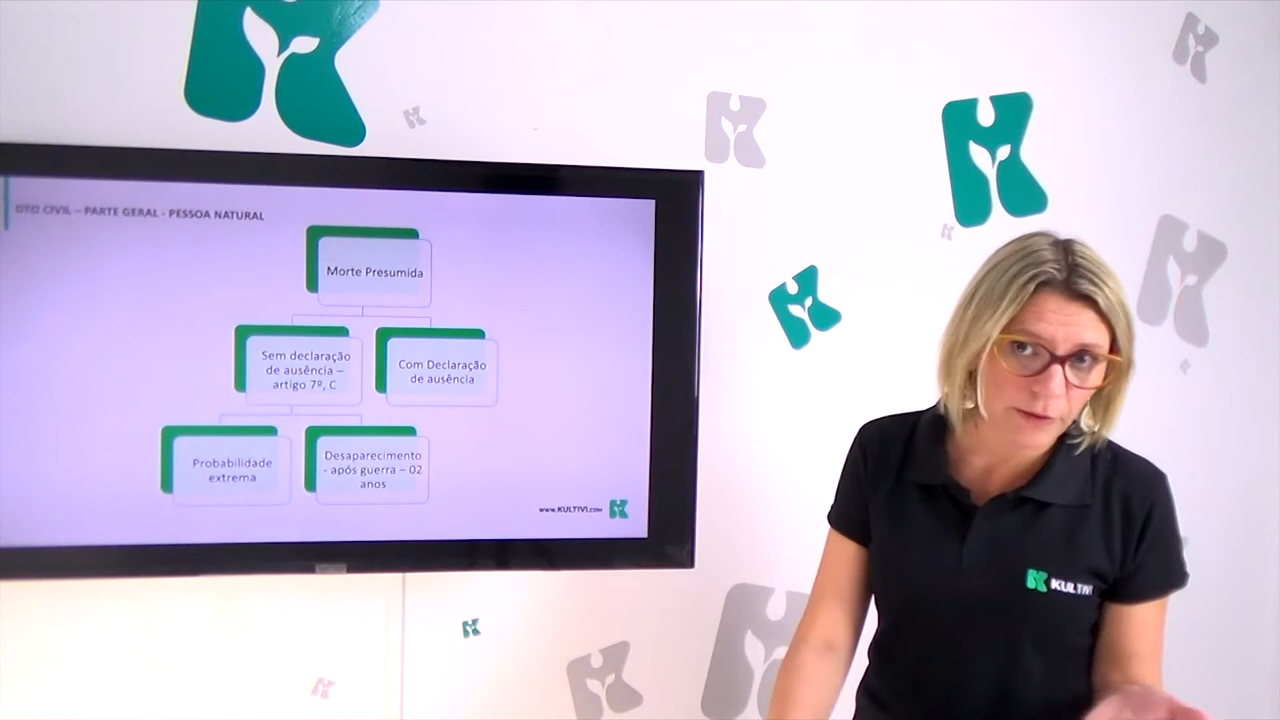 DTO CIVIL – PARTE GERAL - PESSOA NATURAL
Morte Presumida
Sem declaração
de ausência –
artigo 7º, C
Com Declaração
de ausência
Probabilidade
extrema
Desaparecimento
- após guerra – 02
anos
www.KULTIVI.COM
KULTIVI